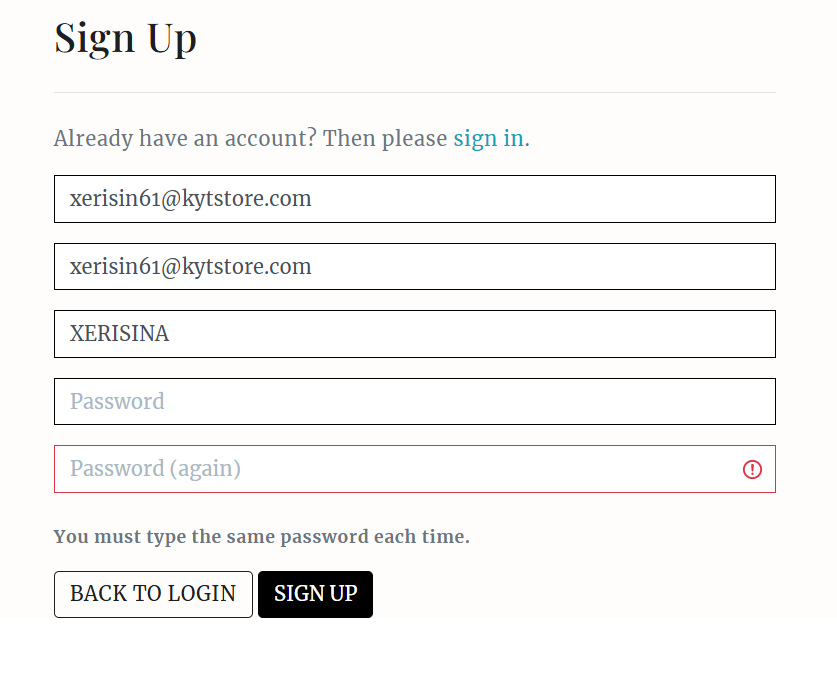 Sign Up
Already have an account? Then please sign in.
xerisin61@kytstore.com
xerisin61@kytstore.com
XERISINA
Password
Password (again)
You must type the same password each time.
BACK TO LOGIN SIGN UP